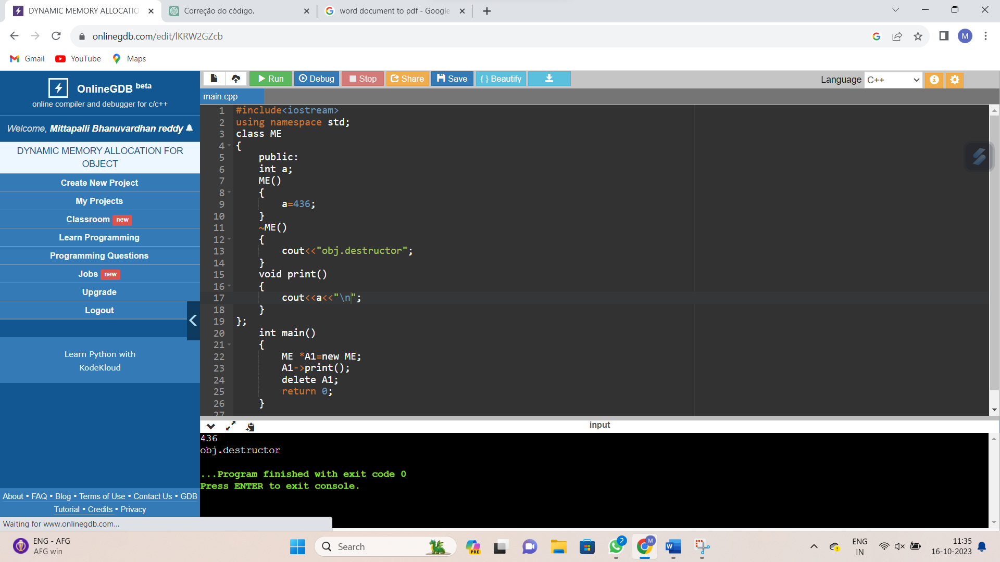 DYNAMIC MEMORY ALLOCATIO
Correção do código.
word document to pdf - Google
onlinegdb.com/edit/lKRW2GZcb
M
Gmail
YouTube
Maps
OnlineGDB beta
online compiler and debugger for c/c++
Welcome, Mittapalli Bhanuvardhan reddy
DYNAMIC MEMORY ALLOCATION FOR
OBJECT
Create New Project
My Projects
Classroom new
Learn Programming
Programming Questions
Jobs new
Upgrade
Logout
Learn Python with
KodeKloud
About • FAQ • Blog • Terms of Use • Contact Us • GDB
Tutorial • Credits • Privacy
Waiting for www.onlinegdb.com...
Run Debug Stop Share Save { } Beautify
Language C++
main.cpp
1 #include<iostream>
2 using namespace std;
3 class ME
4 {
5 public:
6 int a;
7 ME()
8 {
9 a=436;
10 }
11 ~ME()
12 {
13 cout<<"obj.destructor";
14 }
15 void print()
16 {
17 cout<<a<<"\n";
18 }
19 };
20 int main()
21 {
22 ME *A1=new ME;
23 A1->print();
24 delete A1;
25 return 0;
26 }
27
input
436
obj.destructor
...Program finished with exit code 0
Press ENTER to exit console.
ENG - AFG
AFG win
Search
PRE
2
M
W
ENG
IN
11:35
16-10-2023